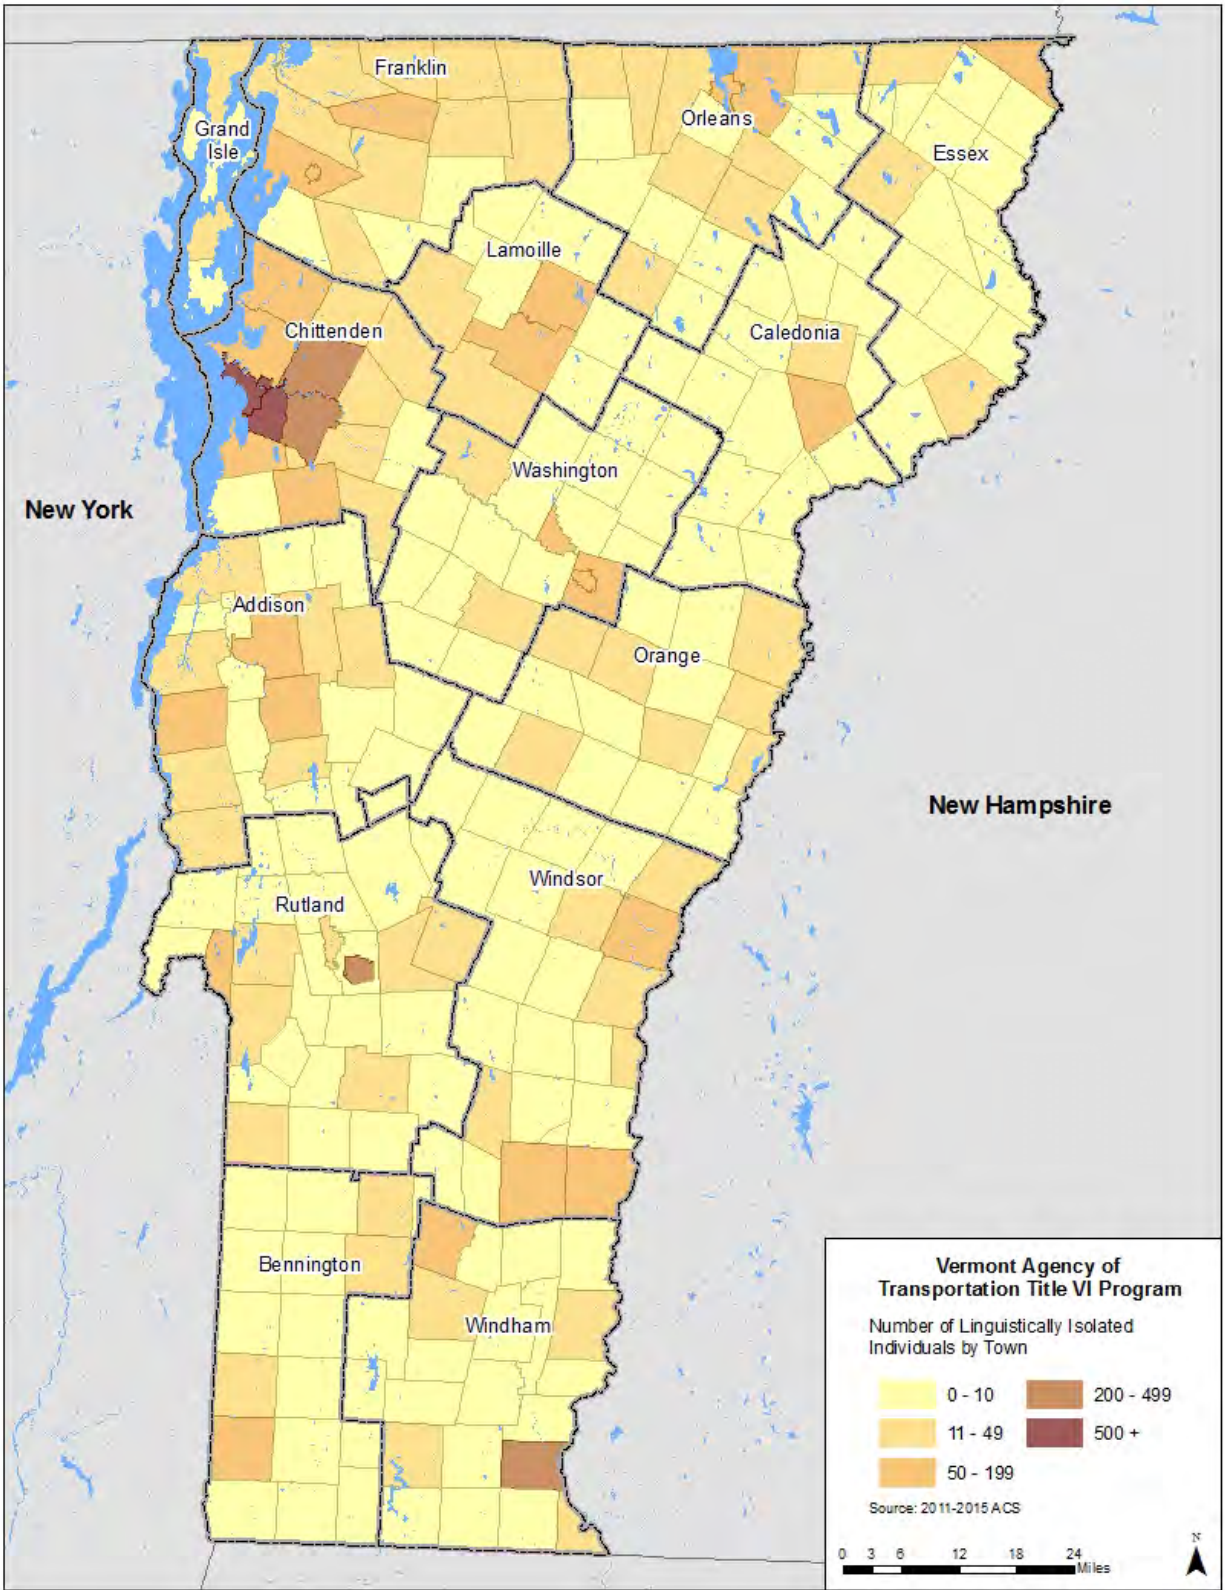 Franklin
Grand
Isle
Orleans
Essex
Lamoille
Chittenden
Caledonia
Washington
New York
Addison
Orange
New Hampshire
Windsor
Rutland
Bennington
Windham
Vermont Agency of
Transportation Title VI Program
Number of Linguistically Isolated
Individuals by Town
0 - 10
200 - 499
11 - 49
500 +
50 - 199
Source: 2011-2015 ACS
N
0 3 6 12 18 24
Miles